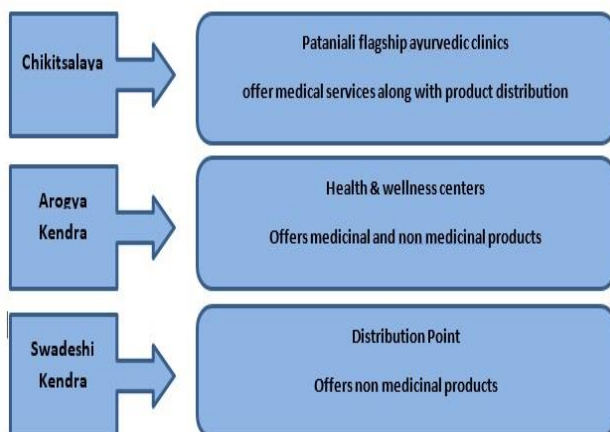 Chikitsalaya
Pataniali flagship ayurvedic clinics
offer medical services along with product distribution
Arogya
Kendra
Health & wellness centers
Offers medicinal and non medicinal products
Swadeshi
Kendra
Distribution Point
Offers non medicinal products